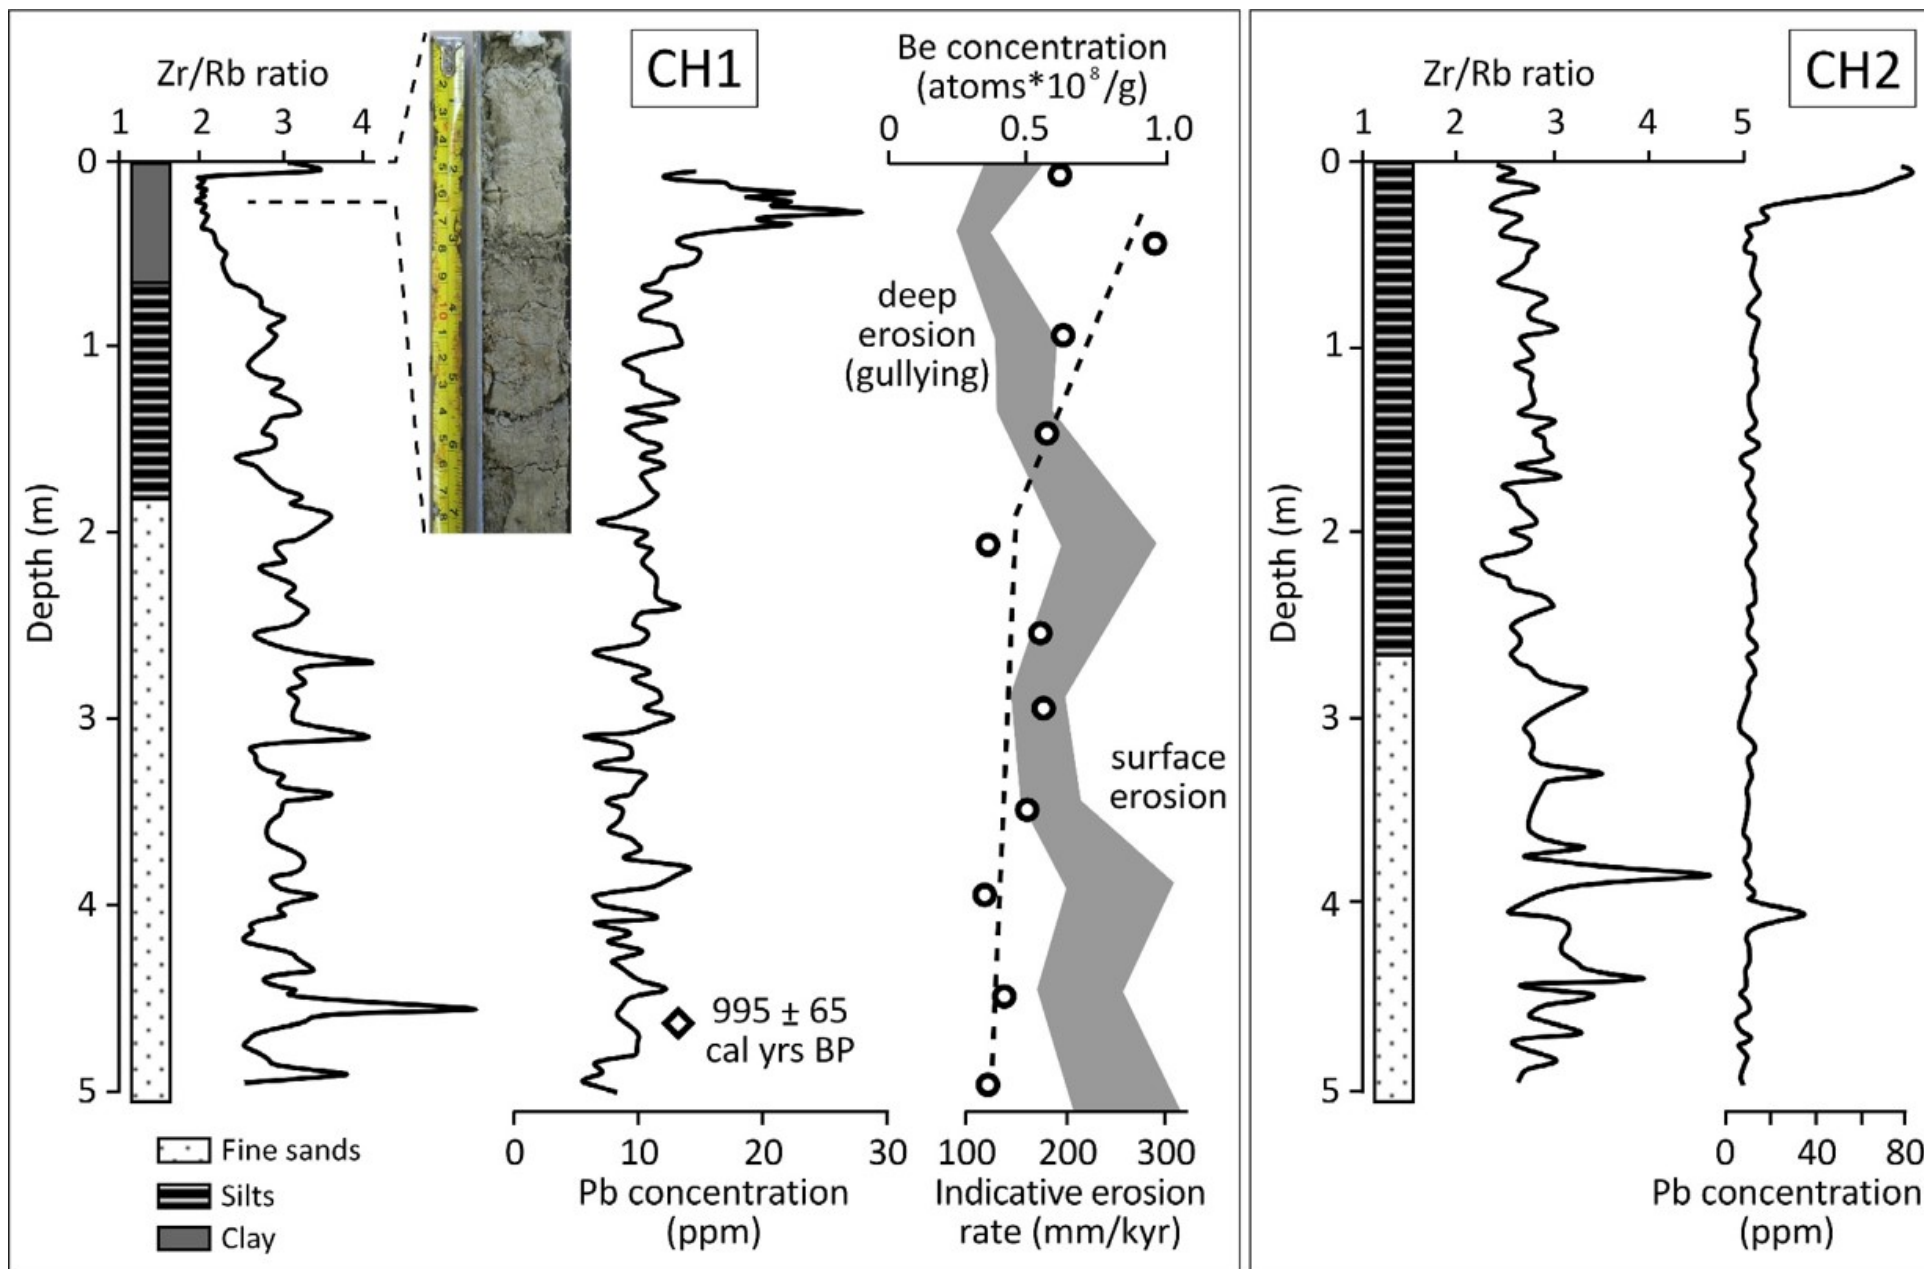 CH1
Zr/Rb ratio
1 2 3 4
Be concentration
(atoms*10⁸/g)
0 0.5 1.0
Depth (m)
0
1
2
3
4
5
deep
erosion
(gullying)
surface
erosion
995 ± 65
cal yrs BP
0 10 20 30
Pb concentration
(ppm)
100 200 300
Indicative erosion
rate (mm/kyr)
Fine sands
Silts
Clay
CH2
Zr/Rb ratio
1 2 3 4 5
Depth (m)
0
1
2
3
4
5
0 40 80
Pb concentration
(ppm)